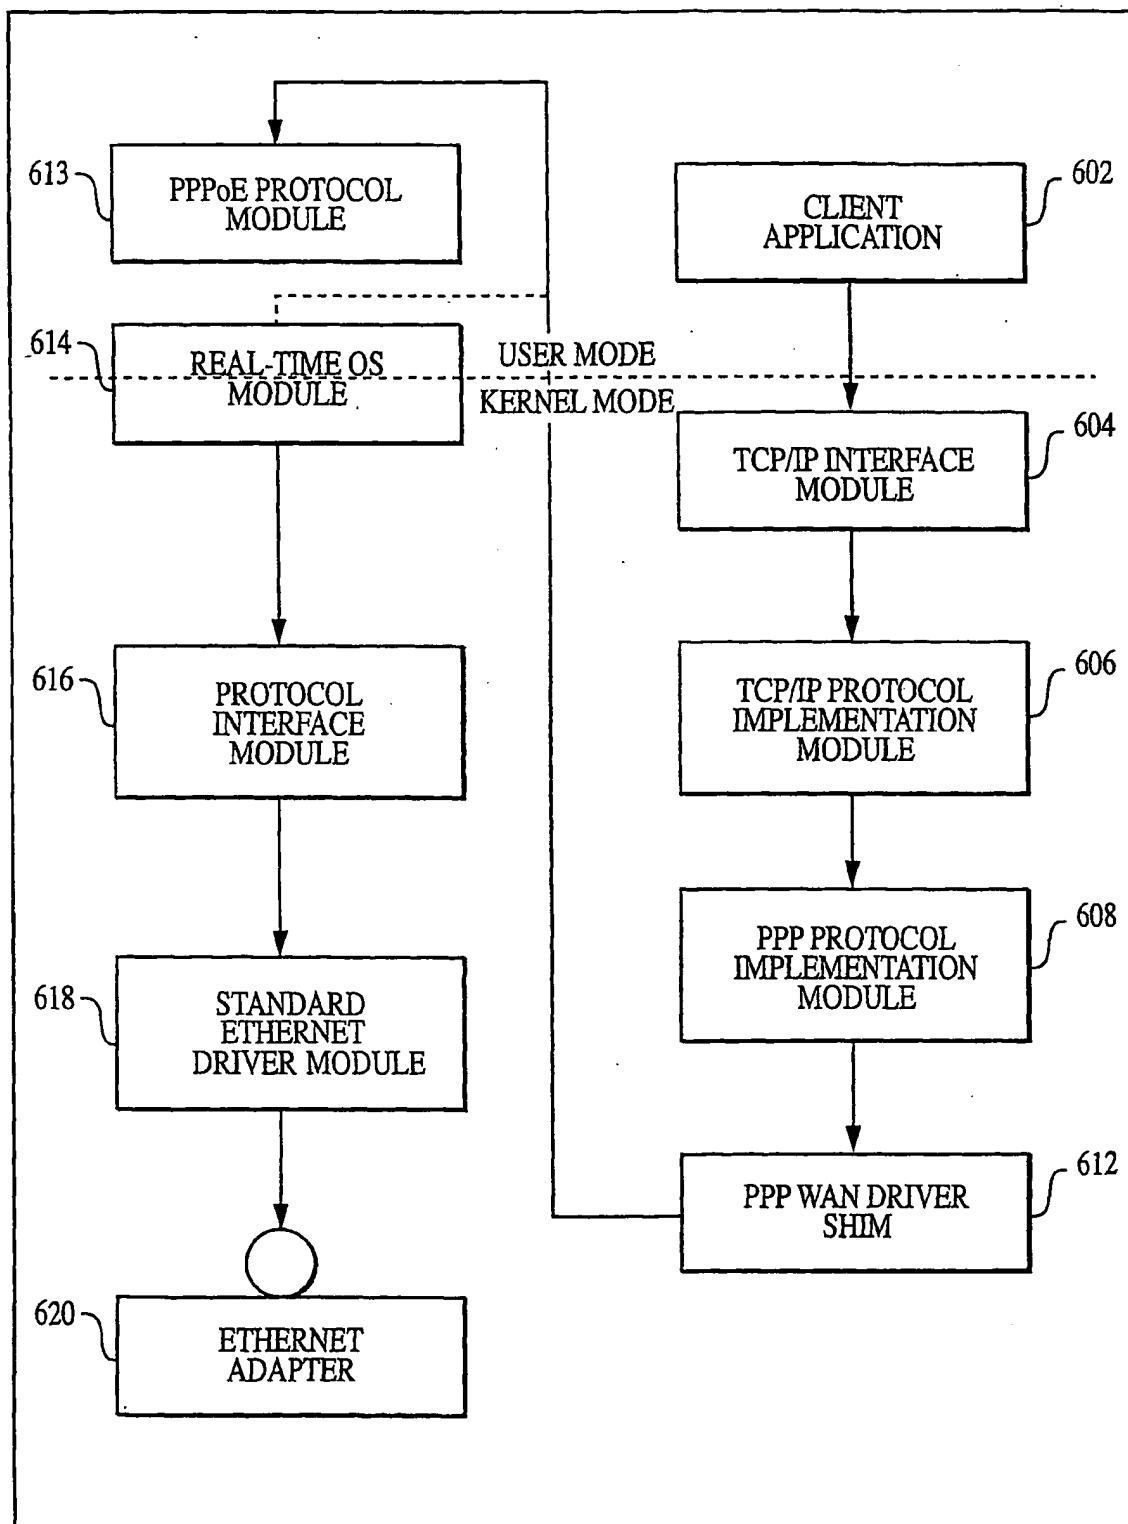 613
PPPoE PROTOCOL
MODULE
602
CLIENT
APPLICATION
614
REAL-TIME OS
MODULE
USER MODE
KERNEL MODE
604
TCP/IP INTERFACE
MODULE
616
PROTOCOL
INTERFACE
MODULE
606
TCP/IP PROTOCOL
IMPLEMENTATION
MODULE
608
PPP PROTOCOL
IMPLEMENTATION
MODULE
618
STANDARD
ETHERNET
DRIVER MODULE
612
PPP WAN DRIVER
SHIM
620
ETHERNET
ADAPTER